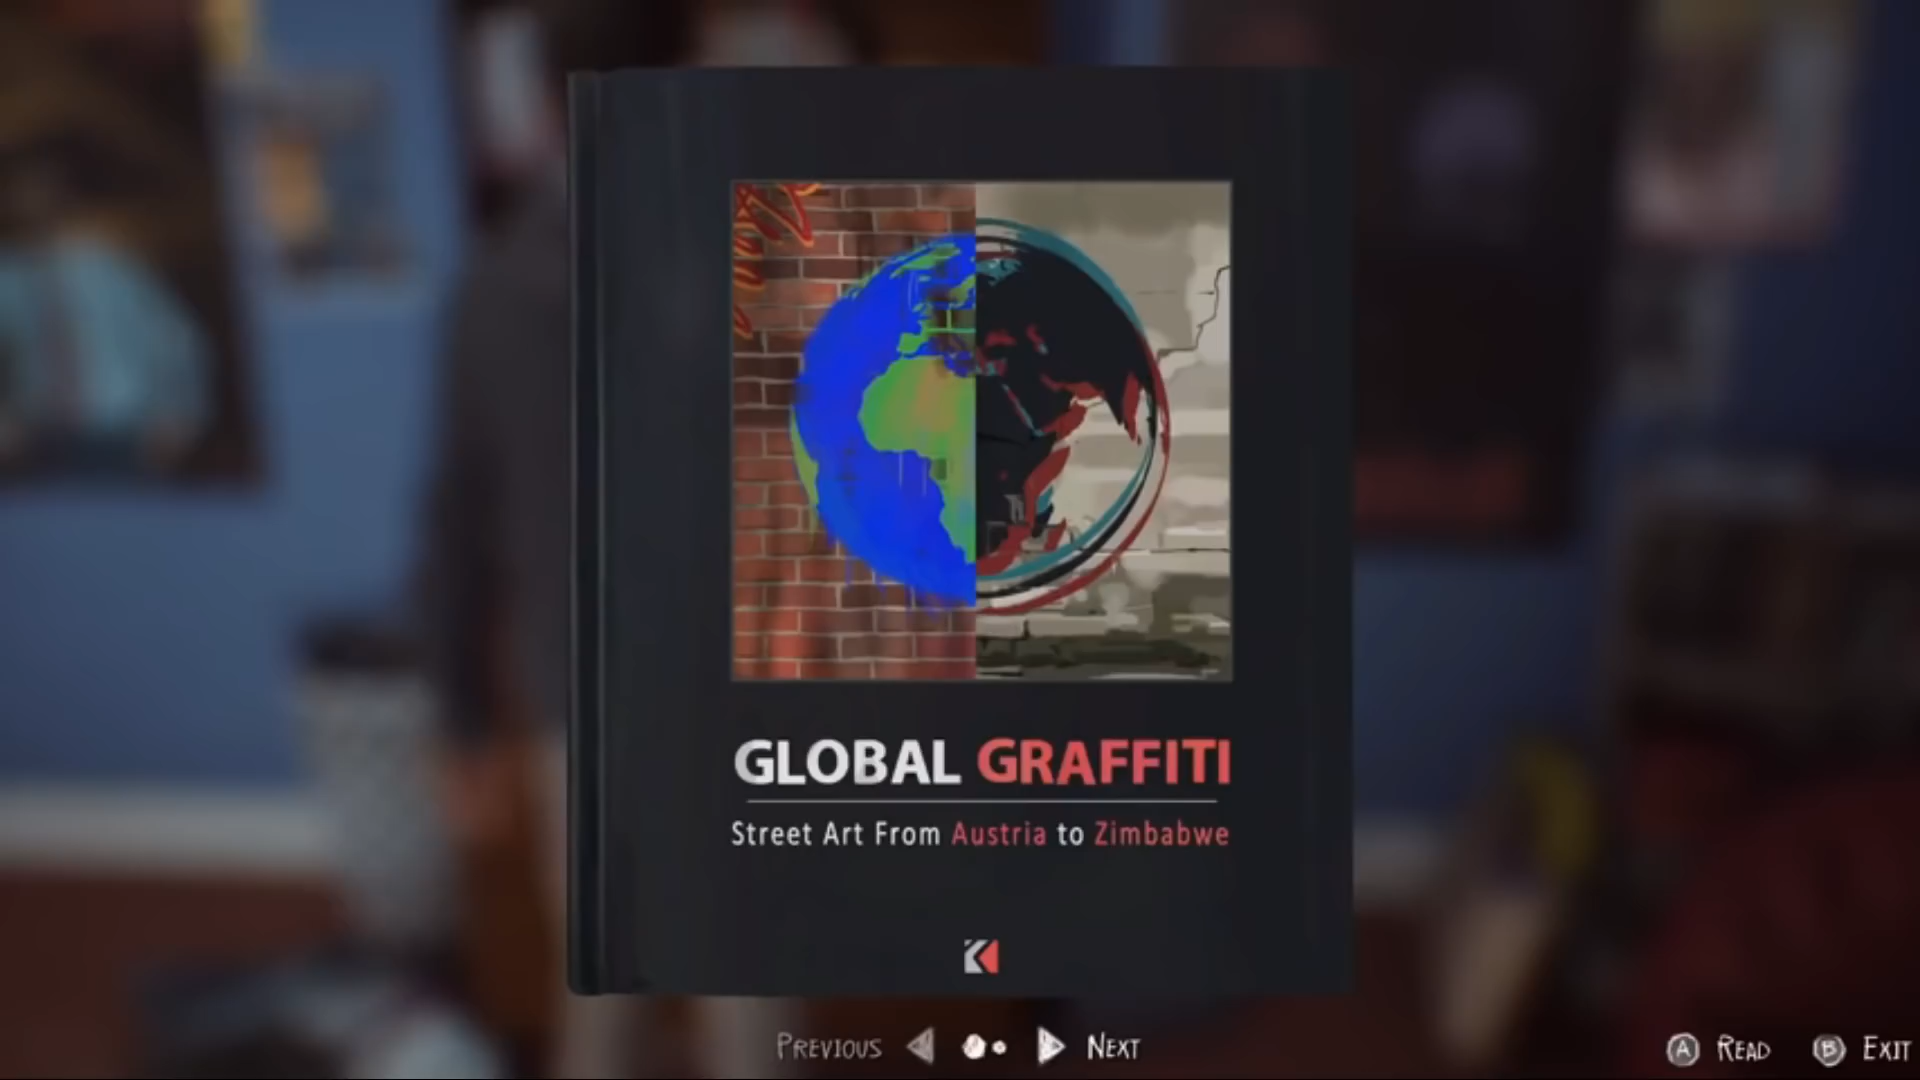 GLOBAL GRAFFITI
Street Art From Austria to Zimbabwe
PREVIOUS NEXT
A READ B EXIT